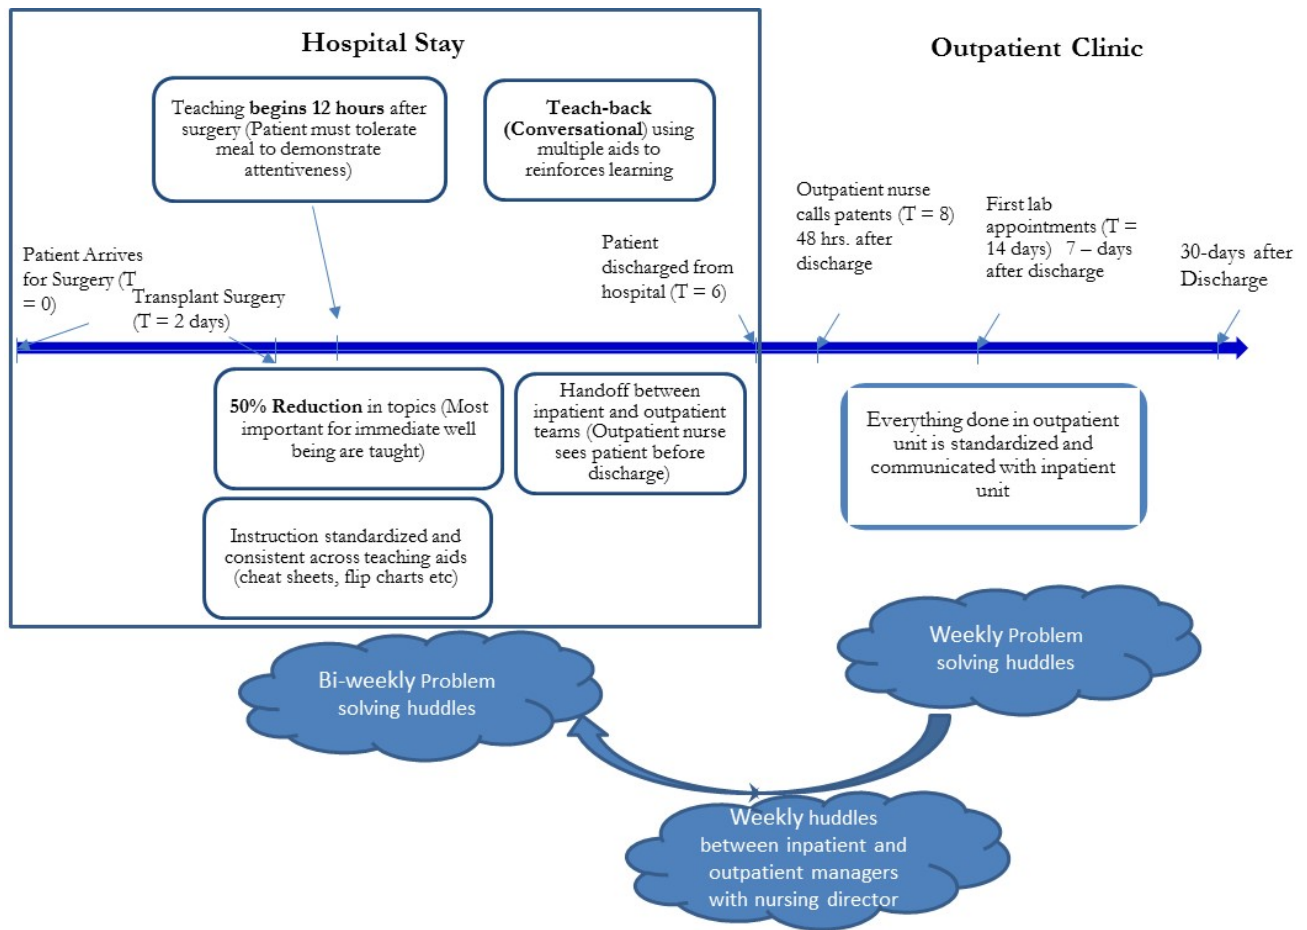 Hospital Stay
Outpatient Clinic
Teaching begins 12 hours after
surgery (Patient must tolerate
meal to demonstrate
attentiveness)
Teach-back
(Conversational) using
multiple aids to
reinforces learning
Patient Arrives
for Surgery (T
= 0)
Transplant Surgery
(T = 2 days)
Patient
discharged from
hospital (T = 6)
Outpatient nurse
calls patents (T = 8)
48 hrs. after
discharge
First lab
appointments (T =
14 days) 7 – days
after discharge
30-days after
Discharge
50% Reduction in topics (Most
important for immediate well
being are taught)
Handoff between
inpatient and outpatient
teams (Outpatient nurse
sees patient before
discharge)
Everything done in outpatient
unit is standardized and
communicated with inpatient
unit
Instruction standardized and
consistent across teaching aids
(cheat sheets, flip charts etc)
Bi-weekly Problem
solving huddles
Weekly Problem
solving huddles
Weekly huddles
between inpatient and
outpatient managers
with nursing director